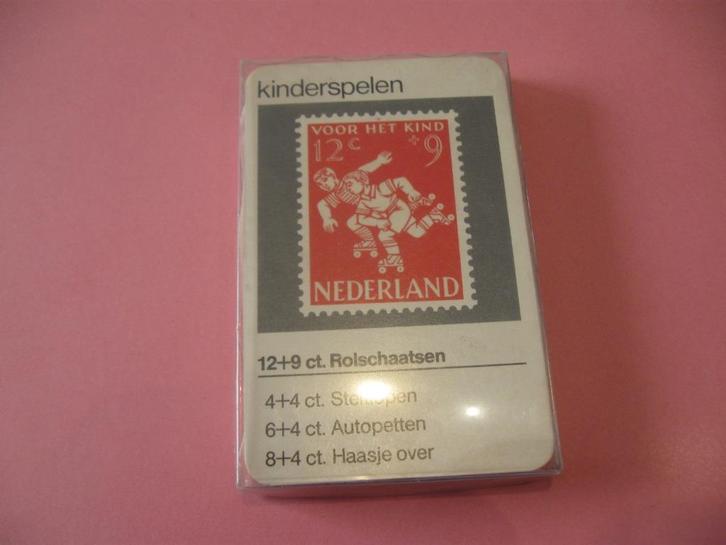 kinderspelen
VOOR HET KIND
12c +9
NEDERLAND
12+9 ct. Rolschaatsen
4+4 ct. Steltlopen
6+4 ct. Autopetten
8+4 ct. Haasje over